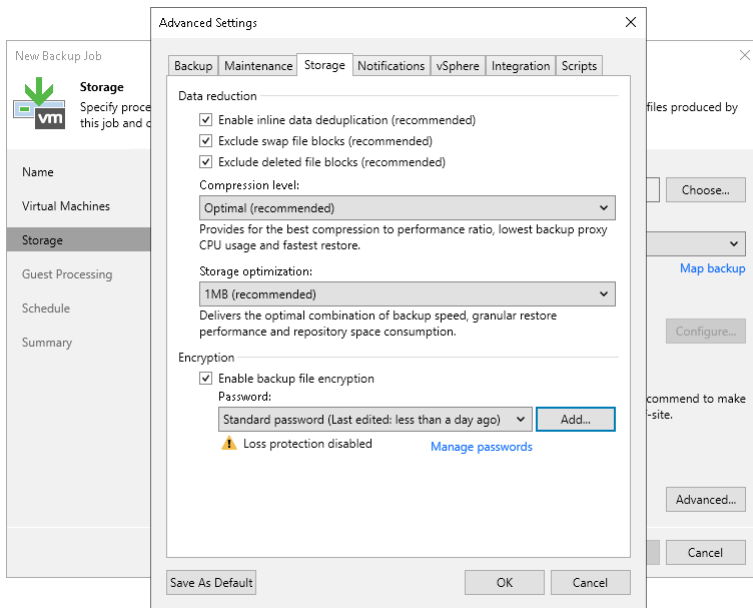 Advanced Settings
New Backup Job
Storage
Specify proce
this job and c
files produced by
vm
Name
Virtual Machines
Storage
Guest Processing
Schedule
Summary
Backup
Maintenance
Storage
Notifications
vSphere
Integration
Scripts
Data reduction
Enable inline data deduplication (recommended)
Exclude swap file blocks (recommended)
Exclude deleted file blocks (recommended)
Compression level:
Optimal (recommended)
Provides for the best compression to performance ratio, lowest backup proxy
CPU usage and fastest restore.
Storage optimization:
1MB (recommended)
Delivers the optimal combination of backup speed, granular restore
performance and repository space consumption.
Encryption
Enable backup file encryption
Password:
Standard password (Last edited: less than a day ago)
Add...
Loss protection disabled
Manage passwords
Save As Default
OK
Cancel
Choose...
Map backup
Configure...
commend to make
f-site.
Advanced...
Cancel